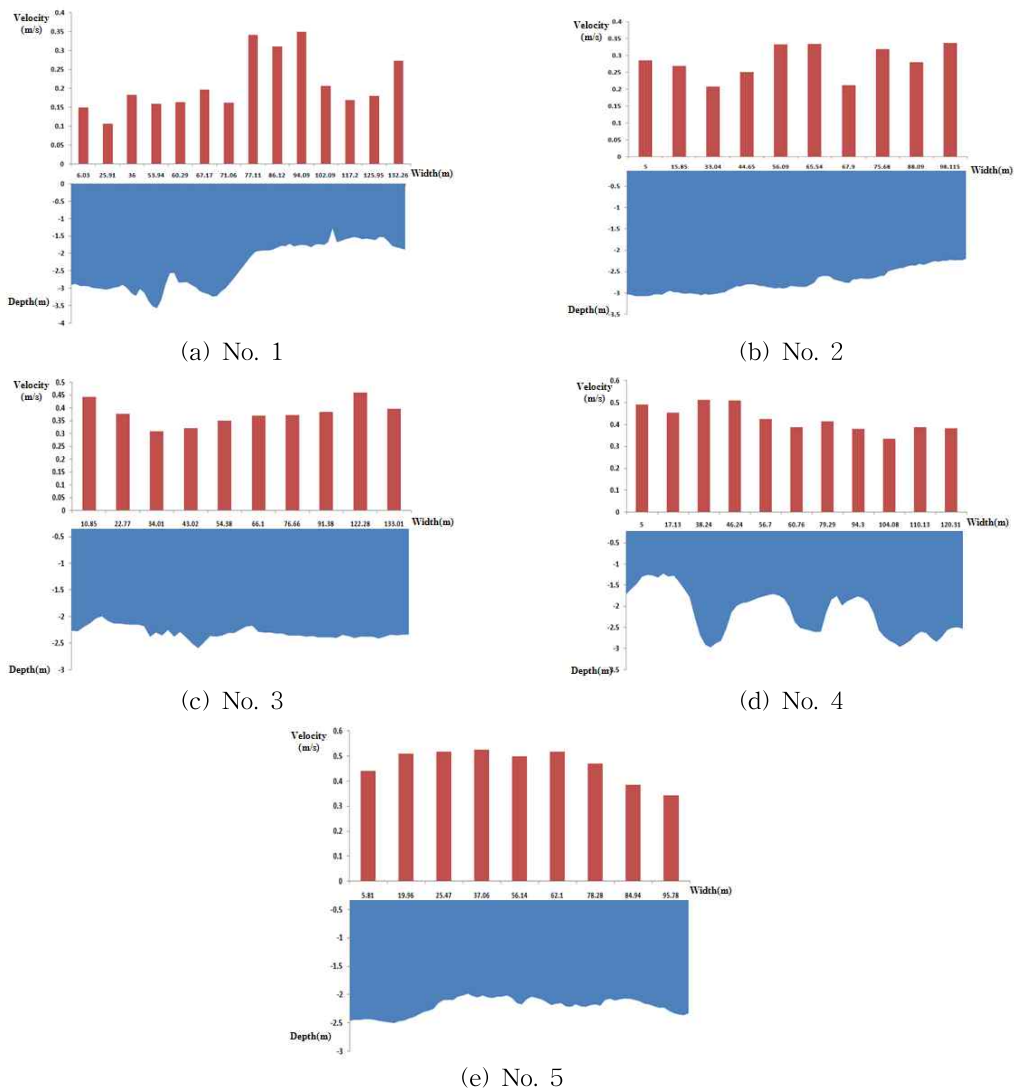 Velocity
(m/s)
0.4
0.35
0.3
0.25
0.2
0.15
0.1
0.05
0
6.03 25.91 36 53.94 60.29 67.17 71.06 77.11 86.12 94.09 102.09 117.2 125.95 132.26 Width(m)
0
-0.5
-1
-1.5
-2
-2.5
-3
Depth(m) -3.5
-4
(a) No. 1
Velocity
(m/s)
0.4
0.35
0.3
0.25
0.2
0.15
0.1
0.05
0
5 15.85 33.04 44.65 56.09 65.54 67.9 75.68 88.09 96.115 Width(m)
-0.5
-1
-1.5
-2
-2.5
-3
Depth(m) -3.5
(b) No. 2
Velocity
(m/s)
0.5
0.45
0.4
0.35
0.3
0.25
0.2
0.15
0.1
0.05
0
10.85 22.77 34.01 43.02 54.38 66.1 76.66 91.38 122.28 133.01 Width(m)
-0.5
-1
-1.5
-2
-2.5
Depth(m) -3
(c) No. 3
Velocity
(m/s)
0.6
0.5
0.4
0.3
0.2
0.1
0
5 17.13 38.24 46.24 56.7 60.76 79.29 94.3 104.08 110.13 120.31 Width(m)
-0.5
-1
-1.5
-2
-2.5
-3
Depth(m) -3.5
(d) No. 4
Velocity
(m/s)
0.6
0.5
0.4
0.3
0.2
0.1
0
5.81 19.96 25.47 37.06 56.14 62.1 78.28 84.94 95.78 Width(m)
-0.5
-1
-1.5
-2
-2.5
Depth(m)
-3
(e) No. 5